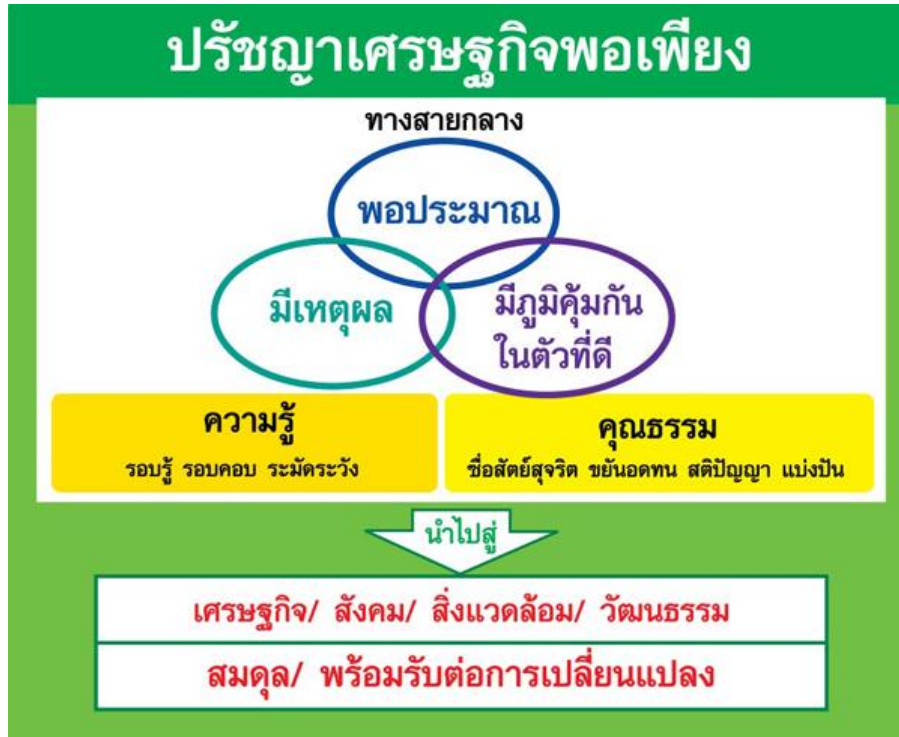 ปรัชญาเศรษฐกิจพอเพียง
ทางสายกลาง
พอประมาณ
มีเหตุผล
มีภูมิคุ้มกัน
ในตัวที่ดี
ความรู้
รอบรู้ รอบคอบ ระมัดระวัง
คุณธรรม
ซื่อสัตย์สุจริต ขยันอดทน สติปัญญา แบ่งปัน
นำไปสู่
เศรษฐกิจ/ สังคม/ สิ่งแวดล้อม/ วัฒนธรรม
สมดุล/ พร้อมรับต่อการเปลี่ยนแปลง